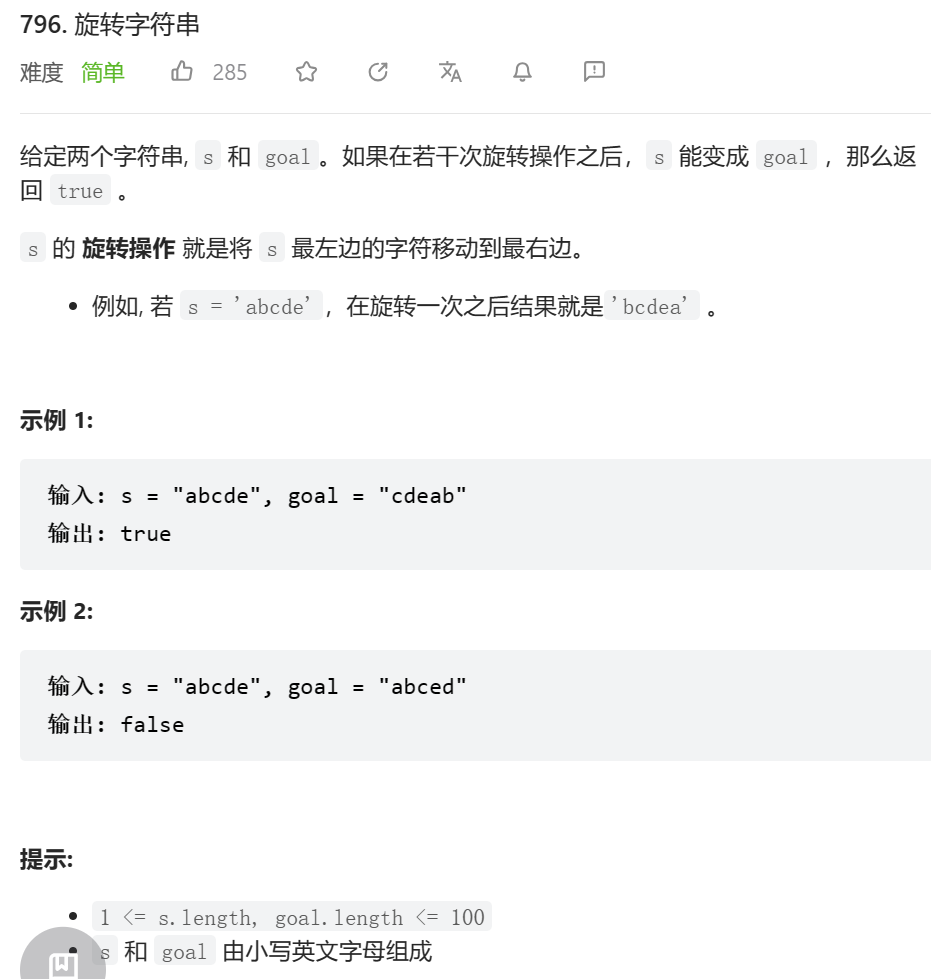 796. 旋转字符串
难度 简单 285
给定两个字符串, s 和 goal。如果在若干次旋转操作之后，s 能变成 goal ，那么返
回 true 。
s 的 旋转操作 就是将 s 最左边的字符移动到最右边。
• 例如, 若 s = 'abcde'，在旋转一次之后结果就是'bcdea' 。
示例 1:
输入: s = "abcde", goal = "cdeab"
输出: true
示例 2:
输入: s = "abcde", goal = "abced"
输出: false
提示:
• 1 <= s.length, goal.length <= 100
• s 和 goal 由小写英文字母组成